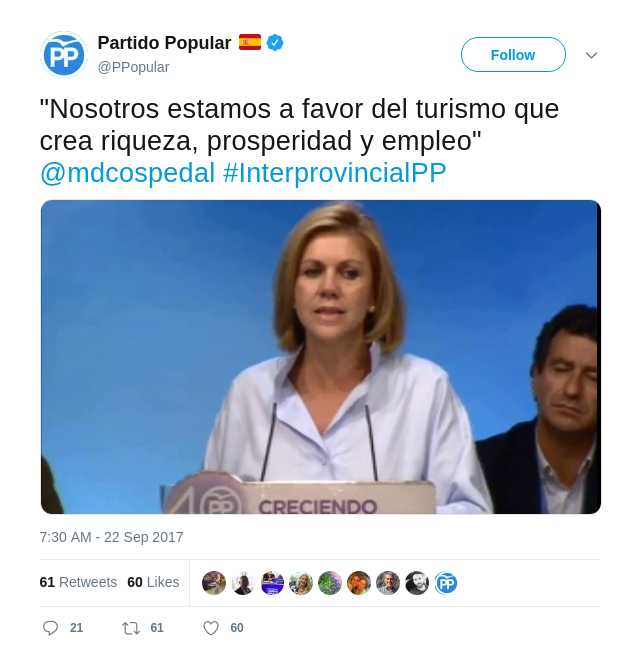 Partido Popular
@PPopular
Follow
"Nosotros estamos a favor del turismo que
crea riqueza, prosperidad y empleo"
@mdcospedal #InterprovincialPP
40 PP
CRECIENDO
7:30 AM - 22 Sep 2017
61 Retweets 60 Likes
21 61 60